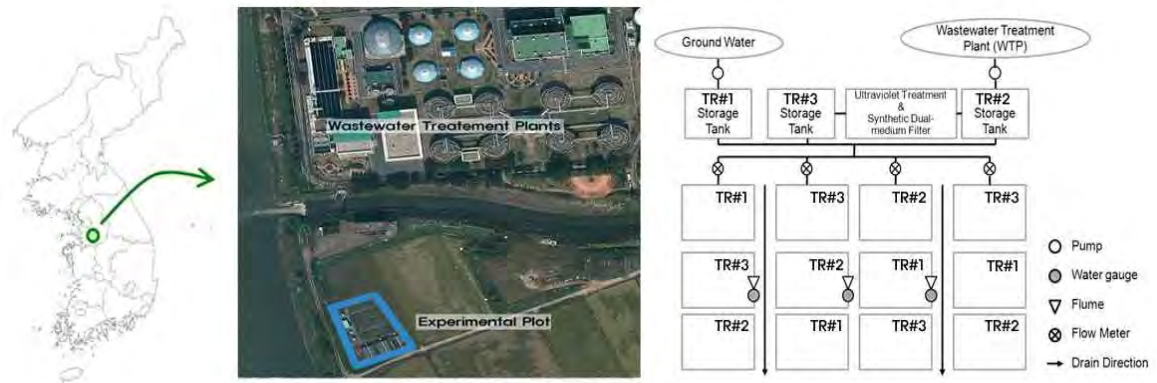 Wastewater Treatement Plants
Experimental Plot
Ground Water
Wastewater Treatment
Plant (WTP)
TR#1
Storage
Tank
TR#3
Storage
Tank
Ultraviolet Treatment
&
Synthetic Dual-
medium Filter
TR#2
Storage
Tank
TR#1
TR#3
TR#2
TR#3
TR#3
TR#2
TR#1
TR#1
TR#2
TR#1
TR#3
TR#2
Pump
Water gauge
Flume
Flow Meter
Drain Direction